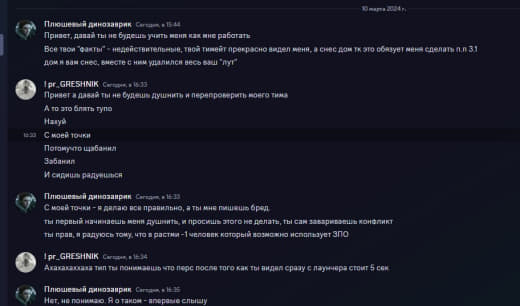 10 марта 2024 г.
Плюшевый динозаврик Сегодня, в 15:44
Привет, давай ты не будешь учить меня как мне работать
Все твои "факты" - недействительные, твой тимейт прекрасно видел меня, а снес дом тк это обязует меня сделать п.п 3.1
дом я вам снес, вместе с ним удалился весь ваш "лут"
! pr_GRESHNIK Сегодня, в 16:33
Привет а давай ты не будешь душнить и перепроверить моего тима
А то это блять тупо
Нахуй
16:33 С моей точки
Потомучто щабанил
Забанил
И сидишь радуешься
Плюшевый динозаврик Сегодня, в 16:33
С моей точки - я делаю все правильно, а ты мне пишешь бред.
ты первый начинаешь меня душнить, и просишь этого не делать, ты сам завариваешь конфликт
ты прав, я радуюсь тому, что в растми -1 человек который возможно использует ЗПО
! pr_GRESHNIK Сегодня, в 16:34
Ахахахаххаха тип ты понимаешь что перс после того как ты видел сразу с лаунчера стоит 5 сек
Плюшевый динозаврик Сегодня, в 16:35
Нет, не понимаю. Я о таком - впервые слышу